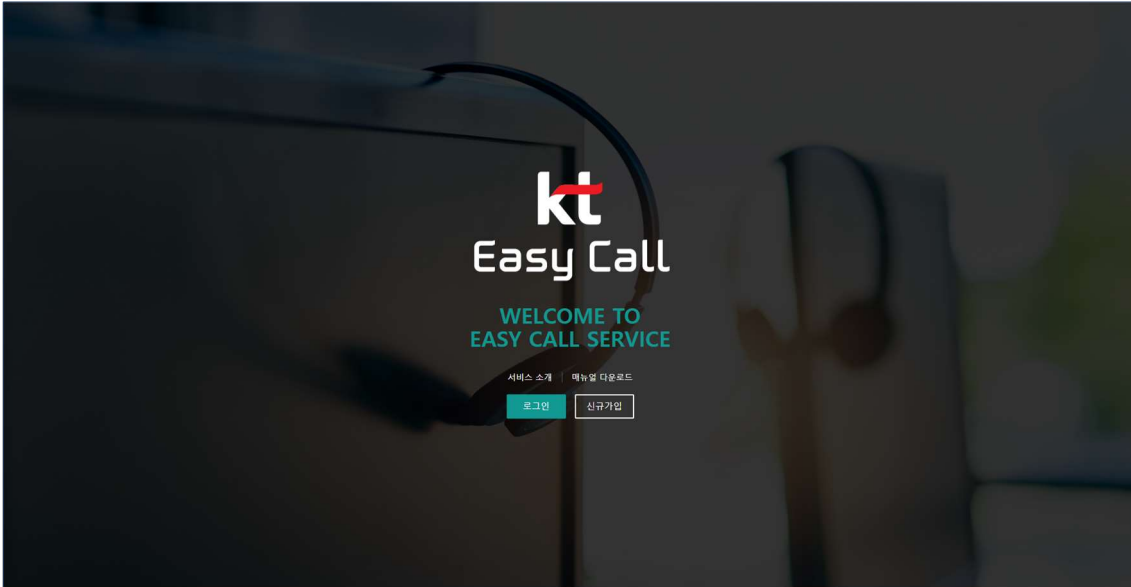 kt
Easy Call
WELCOME TO
EASY CALL SERVICE
서비스 소개 | 매뉴얼 다운로드
로그인 신규가입